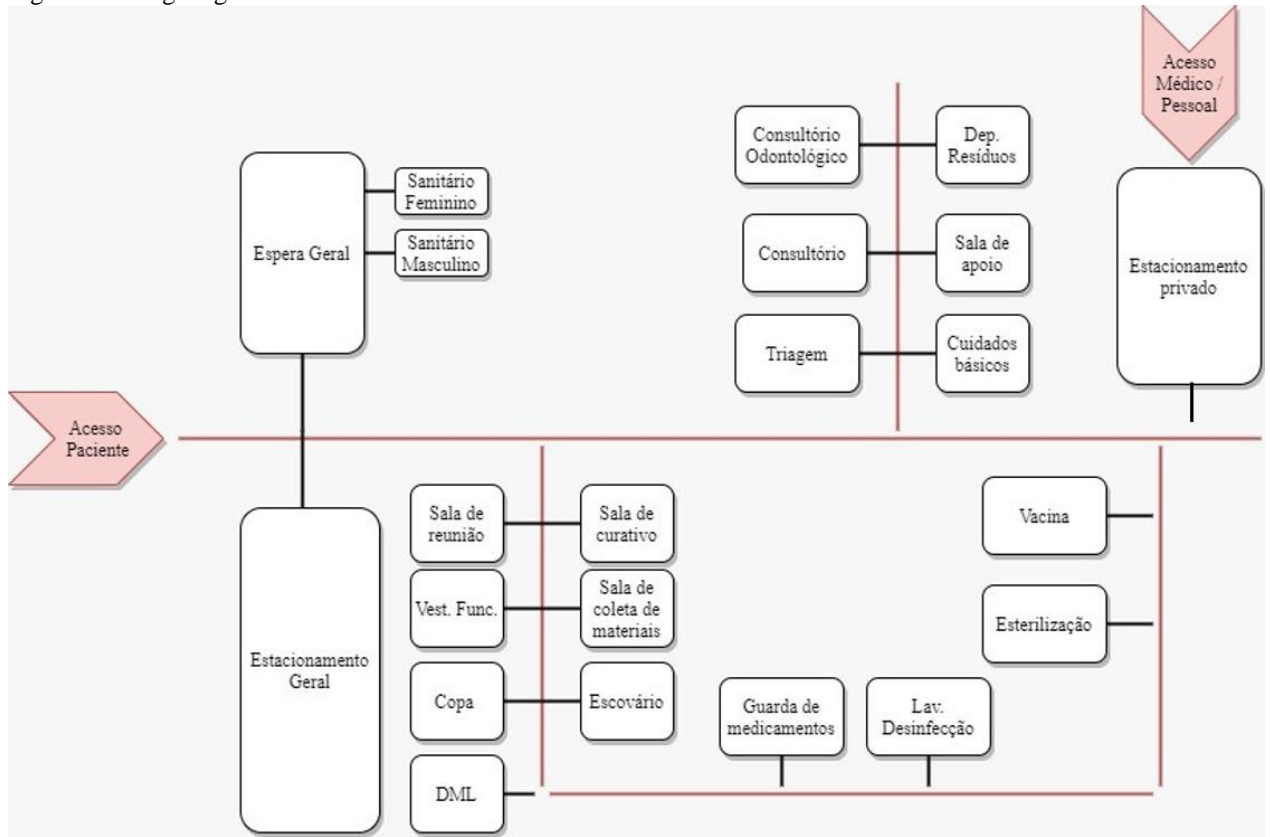 Acesso
Médico /
Pessoal
Consultório
Odontológico
Dep.
Resíduos
Sanitário
Feminino
Espera Geral
Sanitário
Masculino
Consultório
Sala de
apoio
Estacionamento
privado
Triagem
Cuidados
básicos
Acesso
Paciente
Sala de
reunião
Sala de
curativo
Vacina
Vest. Func.
Sala de
coleta de
materiais
Esterilização
Estacionamento
Geral
Copa
Escovário
Guarda de
medicamentos
Lav.
Desinfecção
DML